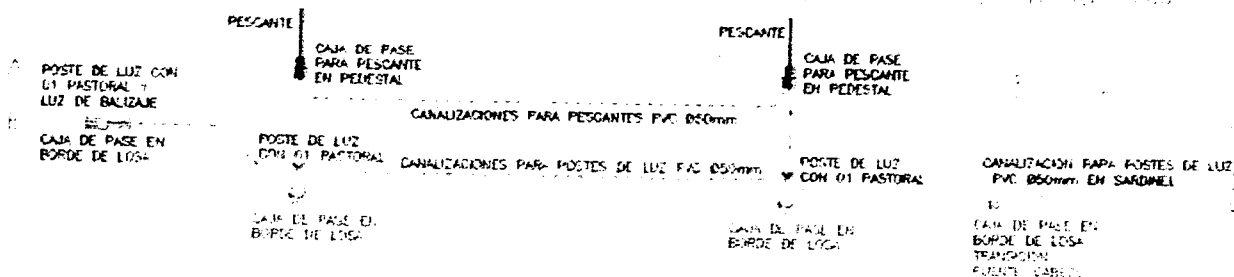 PESCANTE
CAJA DE PASE
PARA PESCANTE
EN PEDESTAL
PESCANTE
CAJA DE PASE
PARA PESCANTE
EN PEDESTAL
POSTE DE LUZ CON
01 PASTORAL Y
LUZ DE BALIZAJE
CAJA DE PASE EN
BORDE DE LOSA
CANALIZACIONES PARA PESCANTES PVC Ø50mm
POSTE DE LUZ
CON 01 PASTORAL
CANALIZACIONES PARA POSTES DE LUZ PVC Ø50mm
POSTE DE LUZ
CON 01 PASTORAL
CANALIZACION PARA POSTES DE LUZ
PVC Ø50mm EN SARDINEL
CAJA DE PASE EN
BORDE DE LOSA
CAJA DE PASE EN
BORDE DE LOSA
CAJA DE PASE EN
BORDE DE LOSA
TRANSICION
PUENTE CABEZO